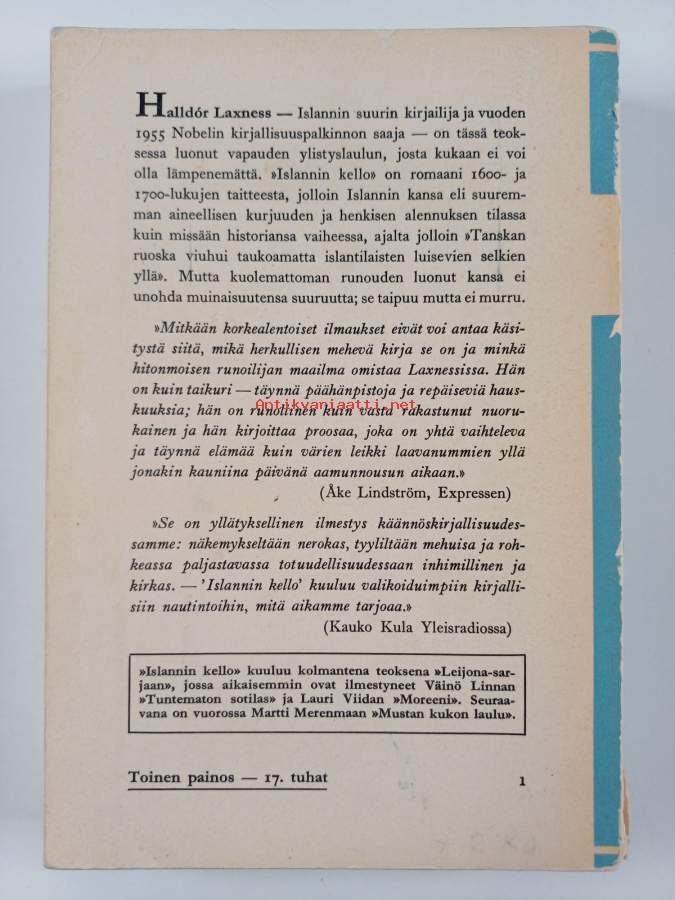 Halldór Laxness — Islannin suurin kirjailija ja vuoden
1955 Nobelin kirjallisuuspalkinnon saaja — on tässä teok-
sessa luonut vapauden ylistyslaulun, josta kukaan ei voi
olla lämpenemättä. »Islannin kello» on romaani 1600- ja
1700-lukujen taitteesta, jolloin Islannin kansa eli suurem-
man aineellisen kurjuuden ja henkisen alennuksen tilassa
kuin missään historiansa vaiheessa, ajalta jolloin »Tanskan
ruoska viuhui taukoamatta islantilaisten luisevien selkien
yllä». Mutta kuolemattoman runouden luonut kansa ei
unohda muinaisuutensa suuruutta; se taipuu mutta ei murru.
»Mitkään korkealentoiset ilmaukset eivät voi antaa käsi-
tystä siitä, mikä herkullisen mehevä kirja se on ja minkä
hitonmoisen runoilijan maailma omistaa Laxnessissa. Hän
on kuin taikuri — täynnä päähänpistoja ja repäiseviä haus-
kuuksia; hän on runollinen kuin vasta rakastunut nuoru-
kainen ja hän kirjoittaa proosaa, joka on yhtä vaihteleva
ja täynnä elämää kuin värien leikki laavanummien yllä
jonakin kauniina päivänä aamunnousun aikaan.»
(Åke Lindström, Expressen)
»Se on yllätyksellinen ilmestys käännöskirjallisuudes-
samme: näkemykseltään nerokas, tyyliltään mehuisa ja roh-
keassa paljastavassa totuudellisuudessaan inhimillinen ja
kirkas. — 'Islannin kello' kuuluu valikoiduimpiin kirjalli-
siin nautintoihin, mitä aikamme tarjoaa.»
(Kauko Kula Yleisradiossa)
»Islannin kello» kuuluu kolmantena teoksena »Leijona-sar-
jaan», jossa aikaisemmin ovat ilmestyneet Väinö Linnan
»Tuntematon sotilas» ja Lauri Viidan »Moreeni». Seuraa-
vana on vuorossa Martti Merenmaan »Mustan kukon laulu».
Toinen painos — 17. tuhat 1
Antikvariaatti.net